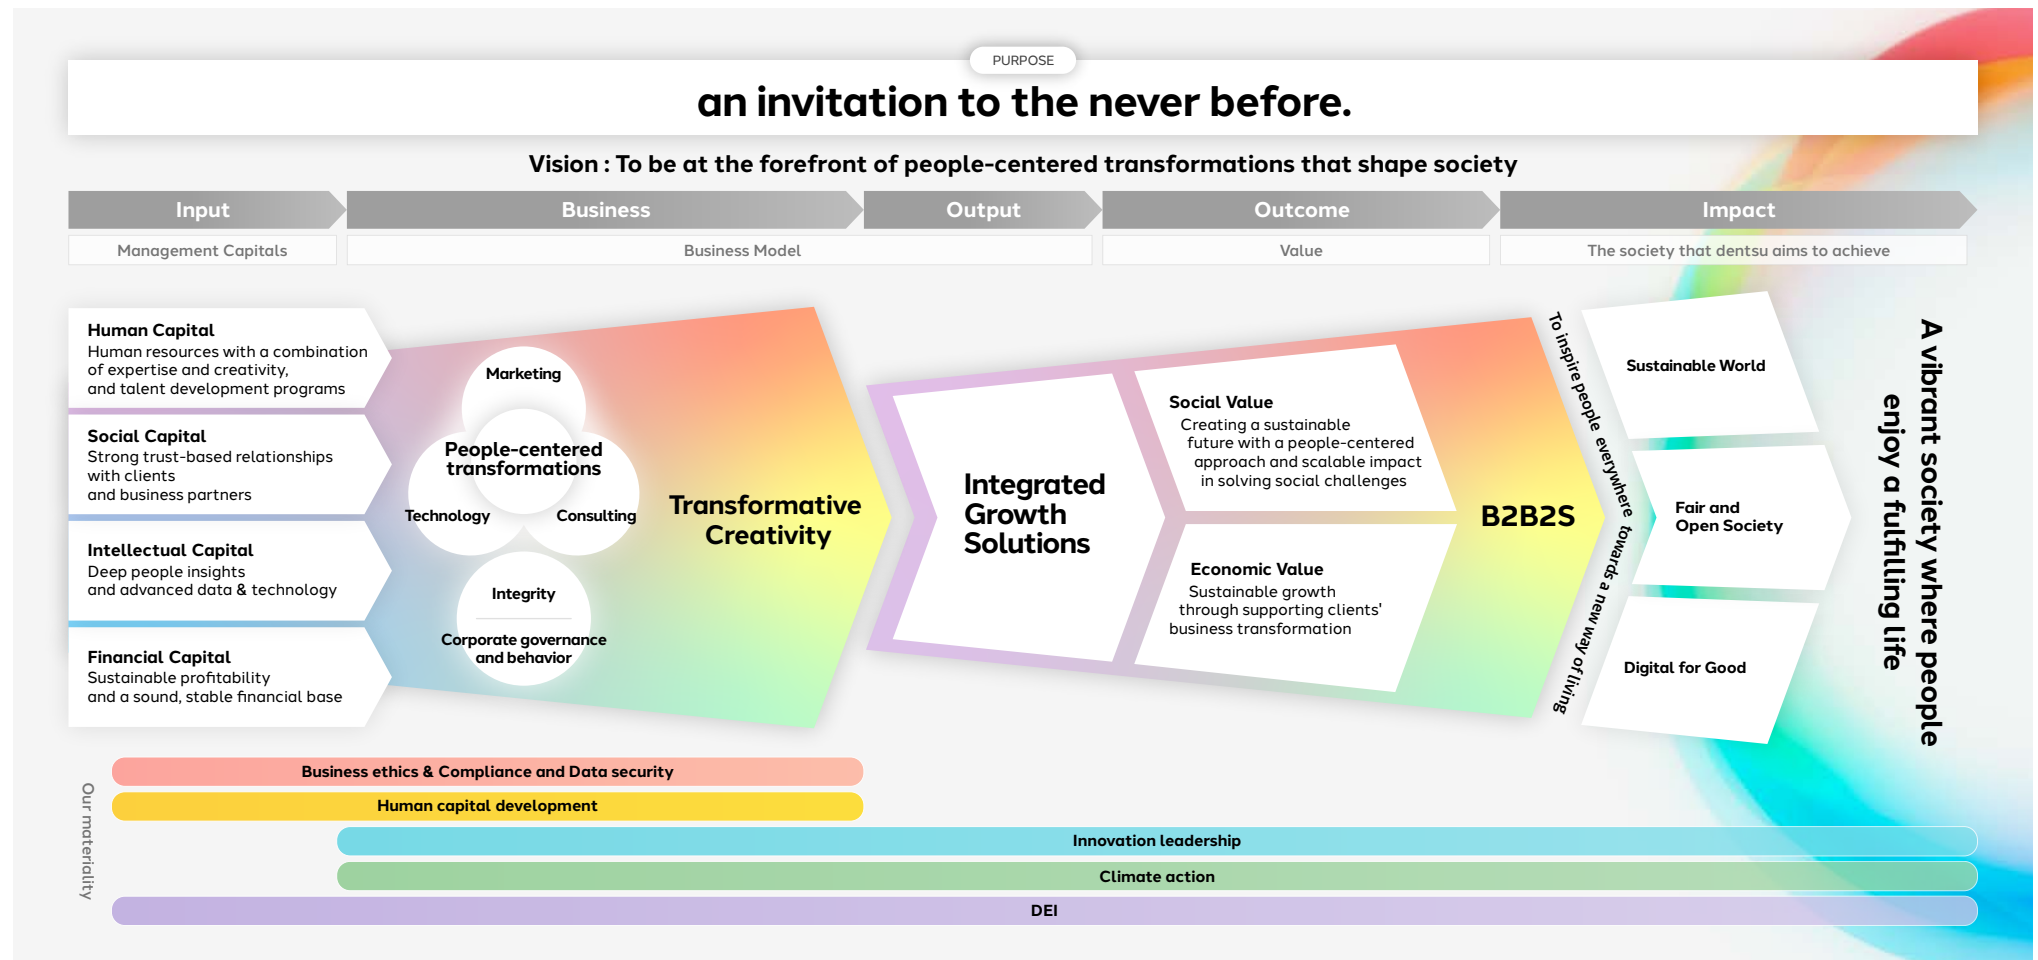 PURPOSE
an invitation to the never before.
Vision : To be at the forefront of people-centered transformations that shape society
Input
Business
Output
Outcome
Impact
Management Capitals
Business Model
Value
The society that dentsu aims to achieve
Human Capital
Human resources with a combination
of expertise and creativity,
and talent development programs
Social Capital
Strong trust-based relationships
with clients
and business partners
Intellectual Capital
Deep people insights
and advanced data & technology
Financial Capital
Sustainable profitability
and a sound, stable financial base
Marketing
People-centered
transformations
Technology
Consulting
Integrity
Corporate governance
and behavior
Transformative
Creativity
Integrated
Growth
Solutions
Social Value
Creating a sustainable
future with a people-centered
approach and scalable impact
in solving social challenges
Economic Value
Sustainable growth
through supporting clients'
business transformation
B2B2S
To inspire people everywhere towards a new way of living
Sustainable World
Fair and
Open Society
Digital for Good
A vibrant society where people
enjoy a fulfilling life
Our materiality
Business ethics & Compliance and Data security
Human capital development
Innovation leadership
Climate action
DEI